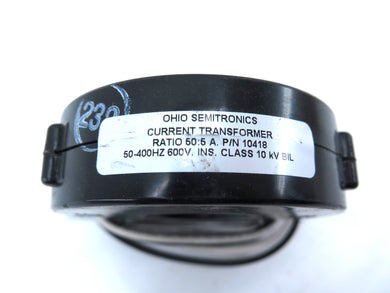 OHIO SEMITRONICS
CURRENT TRANSFORMER
RATIO 50:5 A. P/N 10418
50-400HZ 600V. INS. CLASS 10 kV BIL